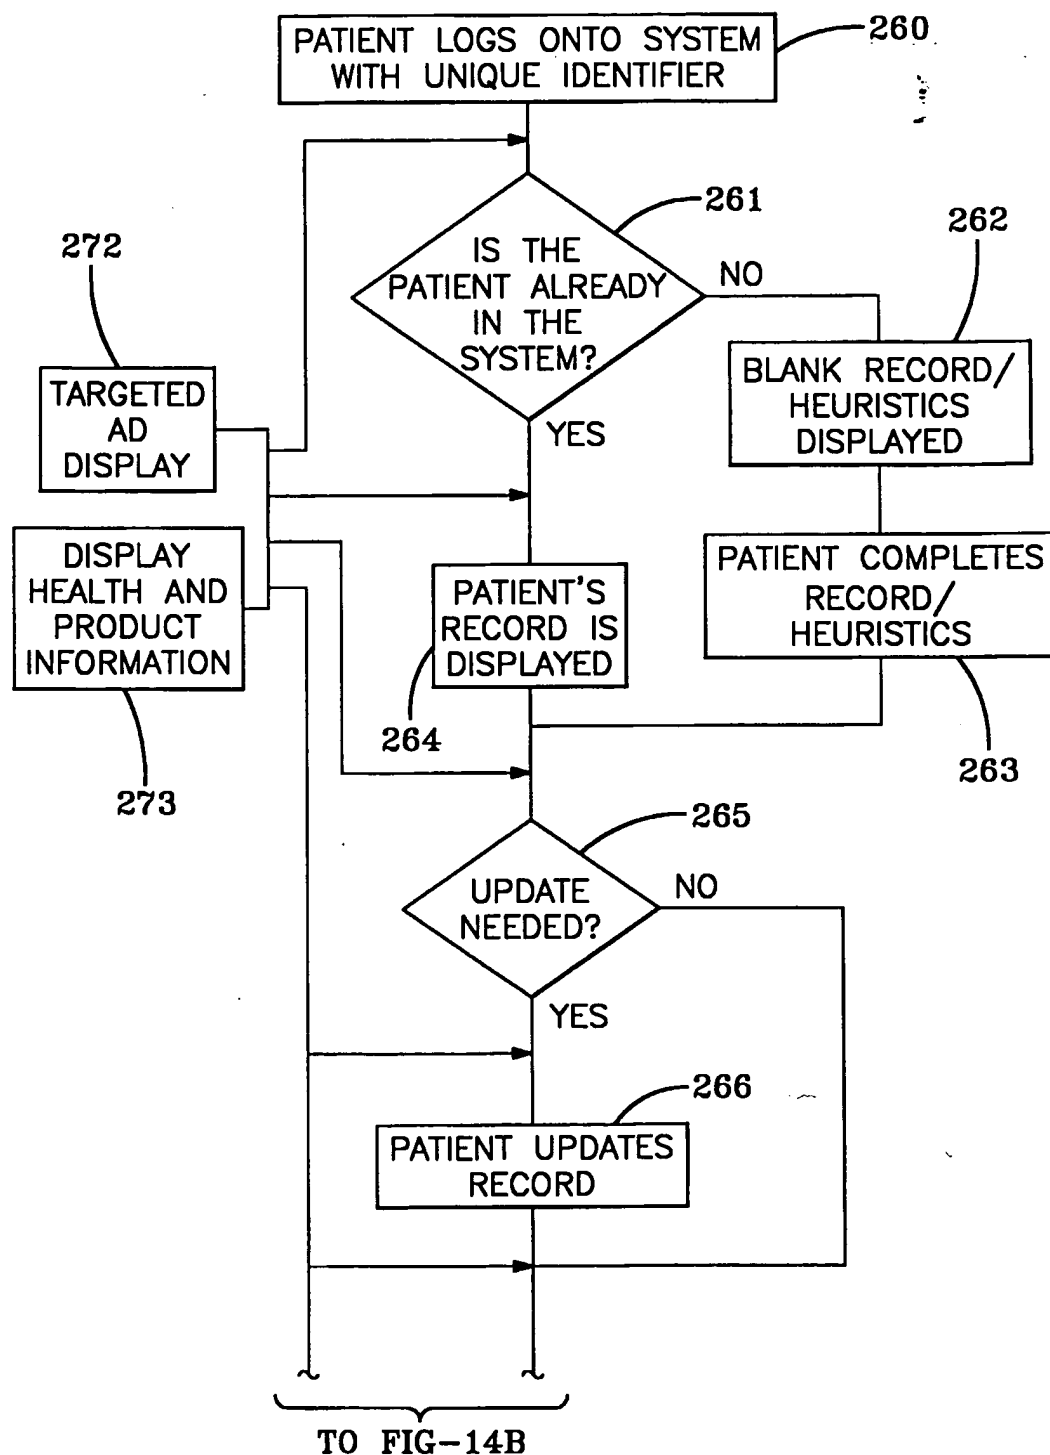 PATIENT LOGS ONTO SYSTEM
WITH UNIQUE IDENTIFIER
260
IS THE
PATIENT ALREADY
IN THE
SYSTEM?
261
NO
YES
262
BLANK RECORD/
HEURISTICS
DISPLAYED
272
TARGETED
AD
DISPLAY
DISPLAY
HEALTH AND
PRODUCT
INFORMATION
273
PATIENT'S
RECORD IS
DISPLAYED
264
PATIENT COMPLETES
RECORD/
HEURISTICS
263
265
UPDATE
NEEDED?
NO
YES
266
PATIENT UPDATES
RECORD
TO FIG-14B